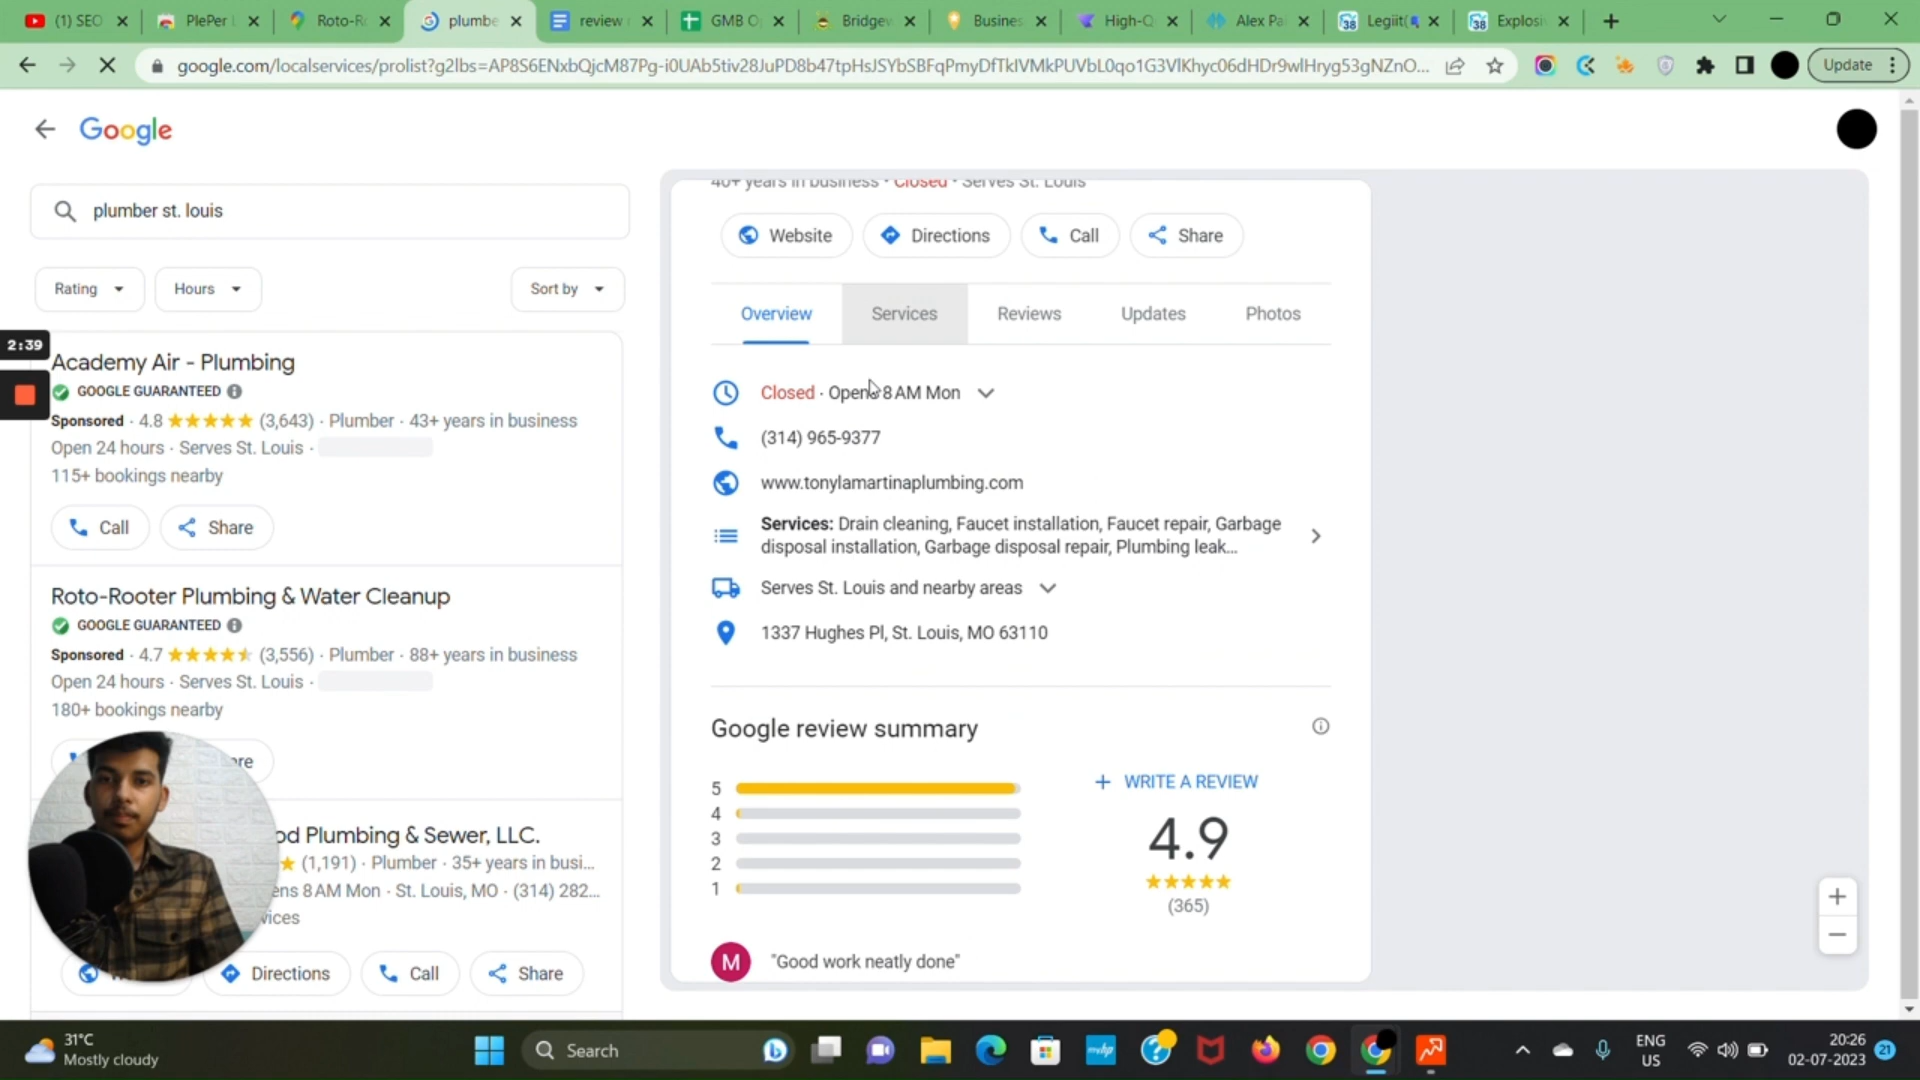 (1) SEO
PlePer
Roto-R
plumbe
review
GMB O
Bridgev
Busines
High-Q
Alex Pa
Legiit(
Explosi
google.com/localservices/prolist?g2lbs=AP8S6ENxbQjcM87Pg-i0UAb5tiv28JuPD8b47tpHsJSYbSBFqPmyDfTkIVMkPUVbL0qo1G3VlKhyc06dHDr9wlHryg53gNZnO...
Update
Google
plumber st. louis
Rating
Hours
Sort by
2:39
Academy Air - Plumbing
GOOGLE GUARANTEED
Sponsored · 4.8 (3,643) · Plumber · 43+ years in business
Open 24 hours · Serves St. Louis ·
115+ bookings nearby
Call
Share
Roto-Rooter Plumbing & Water Cleanup
GOOGLE GUARANTEED
Sponsored · 4.7 (3,556) · Plumber · 88+ years in business
Open 24 hours · Serves St. Louis ·
180+ bookings nearby
re
od Plumbing & Sewer, LLC.
(1,191) · Plumber · 35+ years in busi...
ens 8 AM Mon · St. Louis, MO · (314) 282...
vices
Directions
Call
Share
40+ years in business · Closed · Serves St. Louis
Website
Directions
Call
Share
Overview
Services
Reviews
Updates
Photos
Closed · Opens 8 AM Mon
(314) 965-9377
www.tonylamartinaplumbing.com
Services: Drain cleaning, Faucet installation, Faucet repair, Garbage
disposal installation, Garbage disposal repair, Plumbing leak...
Serves St. Louis and nearby areas
1337 Hughes Pl, St. Louis, MO 63110
Google review summary
5
4
3
2
1
+ WRITE A REVIEW
4.9
(365)
M
"Good work neatly done"
31°C
Mostly cloudy
Search
ENG
US
20:26
02-07-2023
21